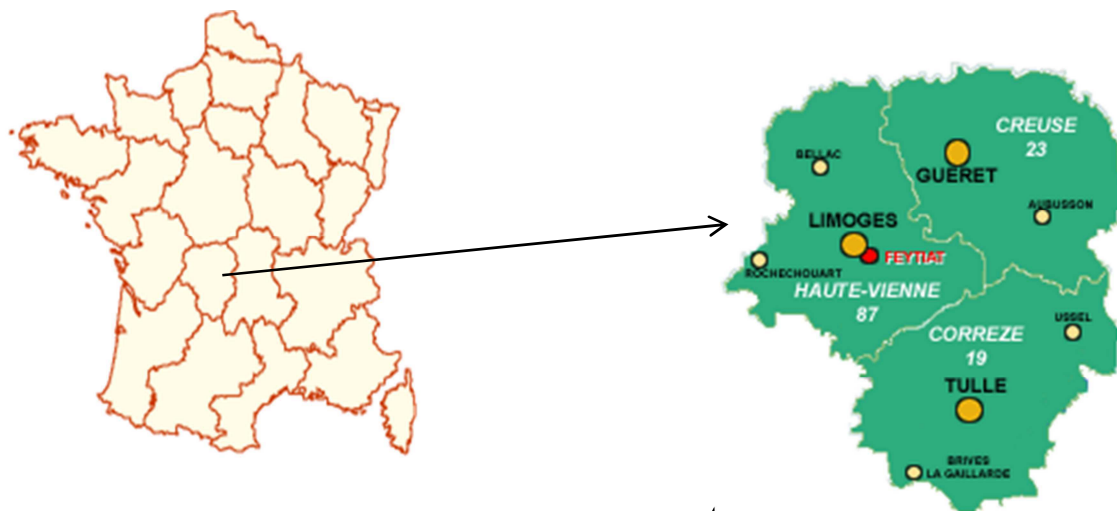 CREUSE
23
BELLAC
GUERET
AUBUSSON
LIMOGES
FEYTIAT
ROCHECHOUART
HAUTE-VIENNE
87
USSEL
CORREZE
19
TULLE
BRIVES
LA GAILLARDE